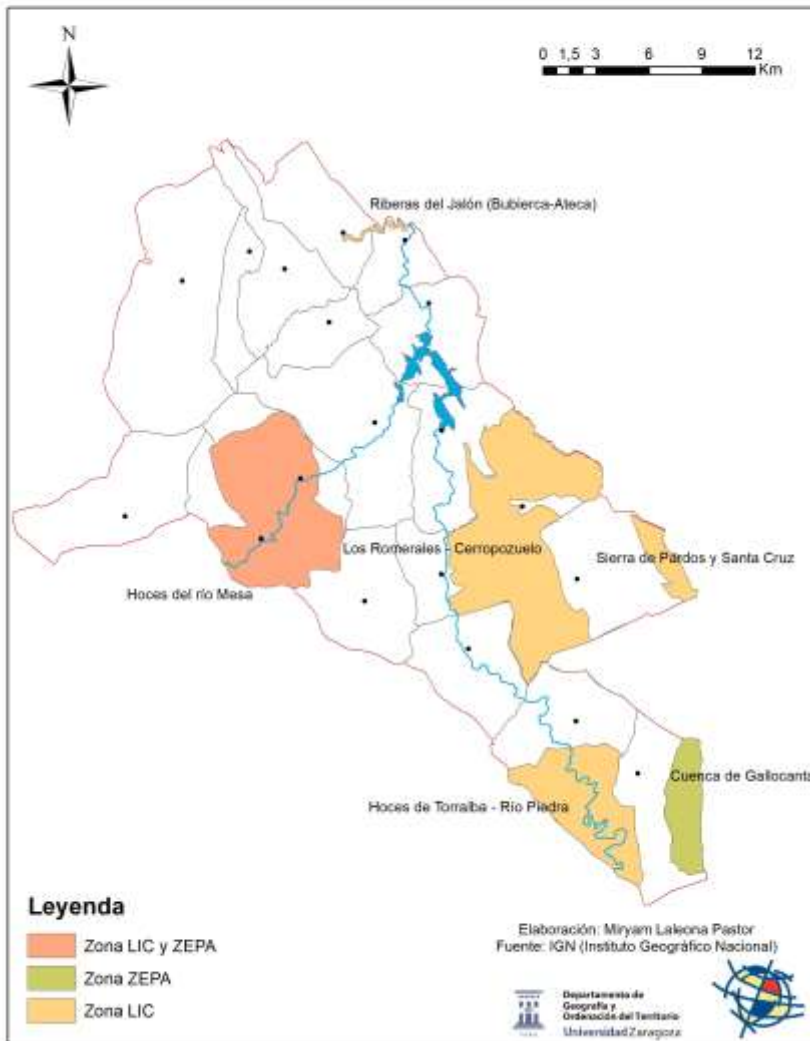 N
0 1,5 3 6 9 12
Km
Riberas del Jalón (Bubierca-Ateca)
Los Romerales - Cerropozuelo
Sierra de Pardos y Santa Cruz
Hoces del río Mesa
Cuenca de Gallocanta
Hoces de Torralba - Río Piedra
Leyenda
Zona LIC y ZEPA
Zona ZEPA
Zona LIC
Elaboración: Miryam Laleona Pastor
Fuente: IGN (Instituto Geográfico Nacional)
Departamento de
Geografía y
Ordenación del Territorio
Universidad Zaragoza